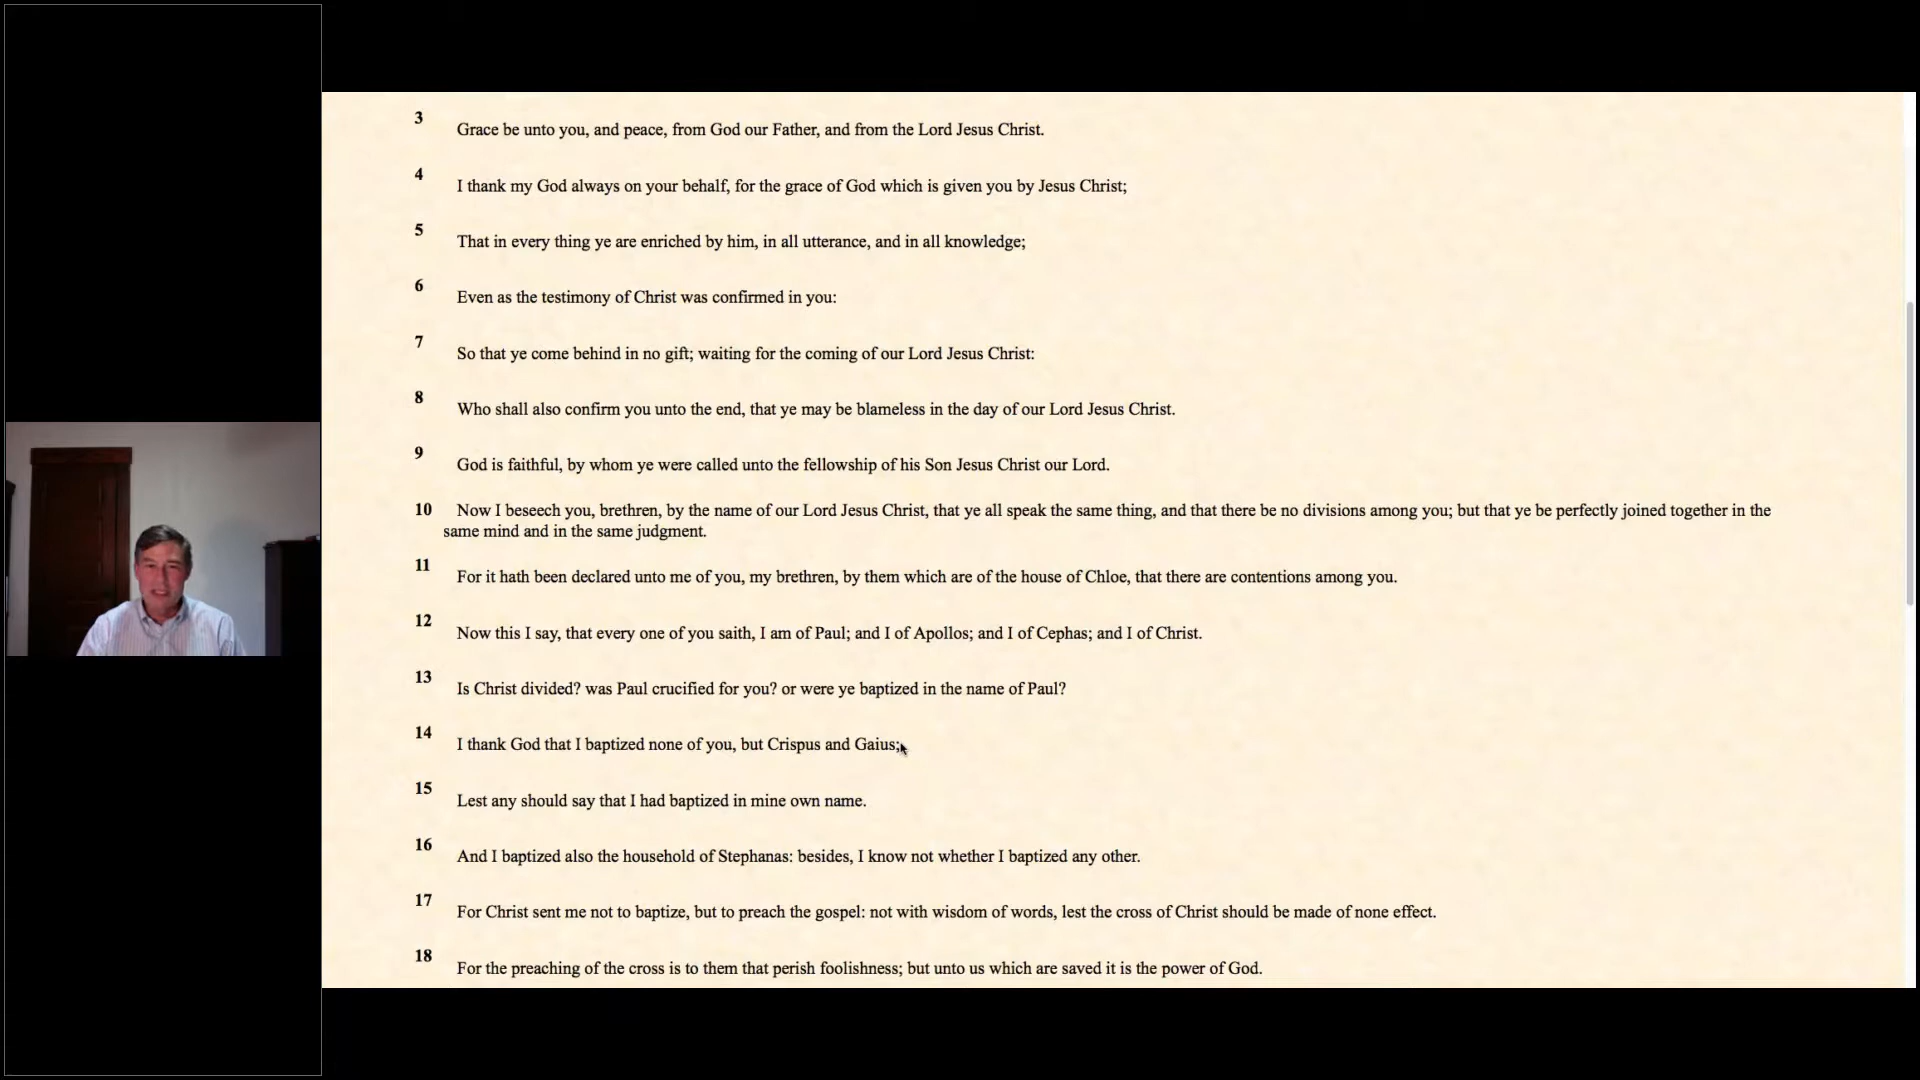 3
Grace be unto you, and peace, from God our Father, and from the Lord Jesus Christ.
4
I thank my God always on your behalf, for the grace of God which is given you by Jesus Christ;
5
That in every thing ye are enriched by him, in all utterance, and in all knowledge;
6
Even as the testimony of Christ was confirmed in you:
7
So that ye come behind in no gift; waiting for the coming of our Lord Jesus Christ:
8
Who shall also confirm you unto the end, that ye may be blameless in the day of our Lord Jesus Christ.
9
God is faithful, by whom ye were called unto the fellowship of his Son Jesus Christ our Lord.
10 Now I beseech you, brethren, by the name of our Lord Jesus Christ, that ye all speak the same thing, and that there be no divisions among you; but that ye be perfectly joined together in the
same mind and in the same judgment.
11
For it hath been declared unto me of you, my brethren, by them which are of the house of Chloe, that there are contentions among you.
12
Now this I say, that every one of you saith, I am of Paul; and I of Apollos; and I of Cephas; and I of Christ.
13
Is Christ divided? was Paul crucified for you? or were ye baptized in the name of Paul?
14
I thank God that I baptized none of you, but Crispus and Gaius;
15
Lest any should say that I had baptized in mine own name.
16
And I baptized also the household of Stephanas: besides, I know not whether I baptized any other.
17
For Christ sent me not to baptize, but to preach the gospel: not with wisdom of words, lest the cross of Christ should be made of none effect.
18
For the preaching of the cross is to them that perish foolishness; but unto us which are saved it is the power of God.